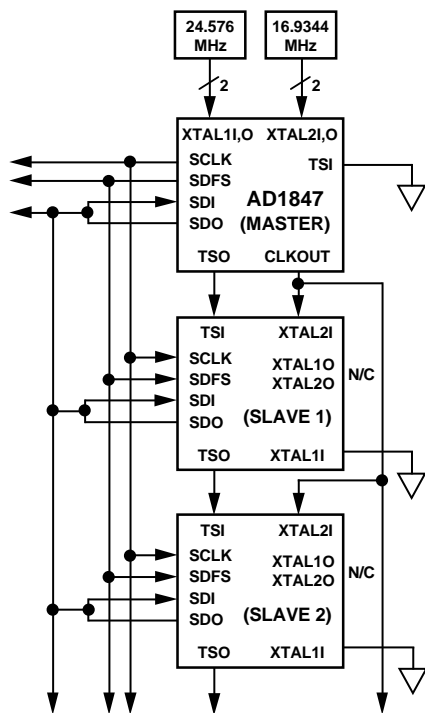 24.576
MHz
16.9344
MHz
2
2
XTAL1I,O XTAL2I,O
SCLK
TSI
SDFS
AD1847
SDI
(MASTER)
SDO
TSO CLKOUT
TSI XTAL2I
SCLK
XTAL1O
N/C
SDFS
XTAL2O
SDI
SDO
(SLAVE 1)
TSO XTAL1I
TSI XTAL2I
SCLK
XTAL1O
N/C
SDFS
XTAL2O
SDI
SDO
(SLAVE 2)
TSO XTAL1I